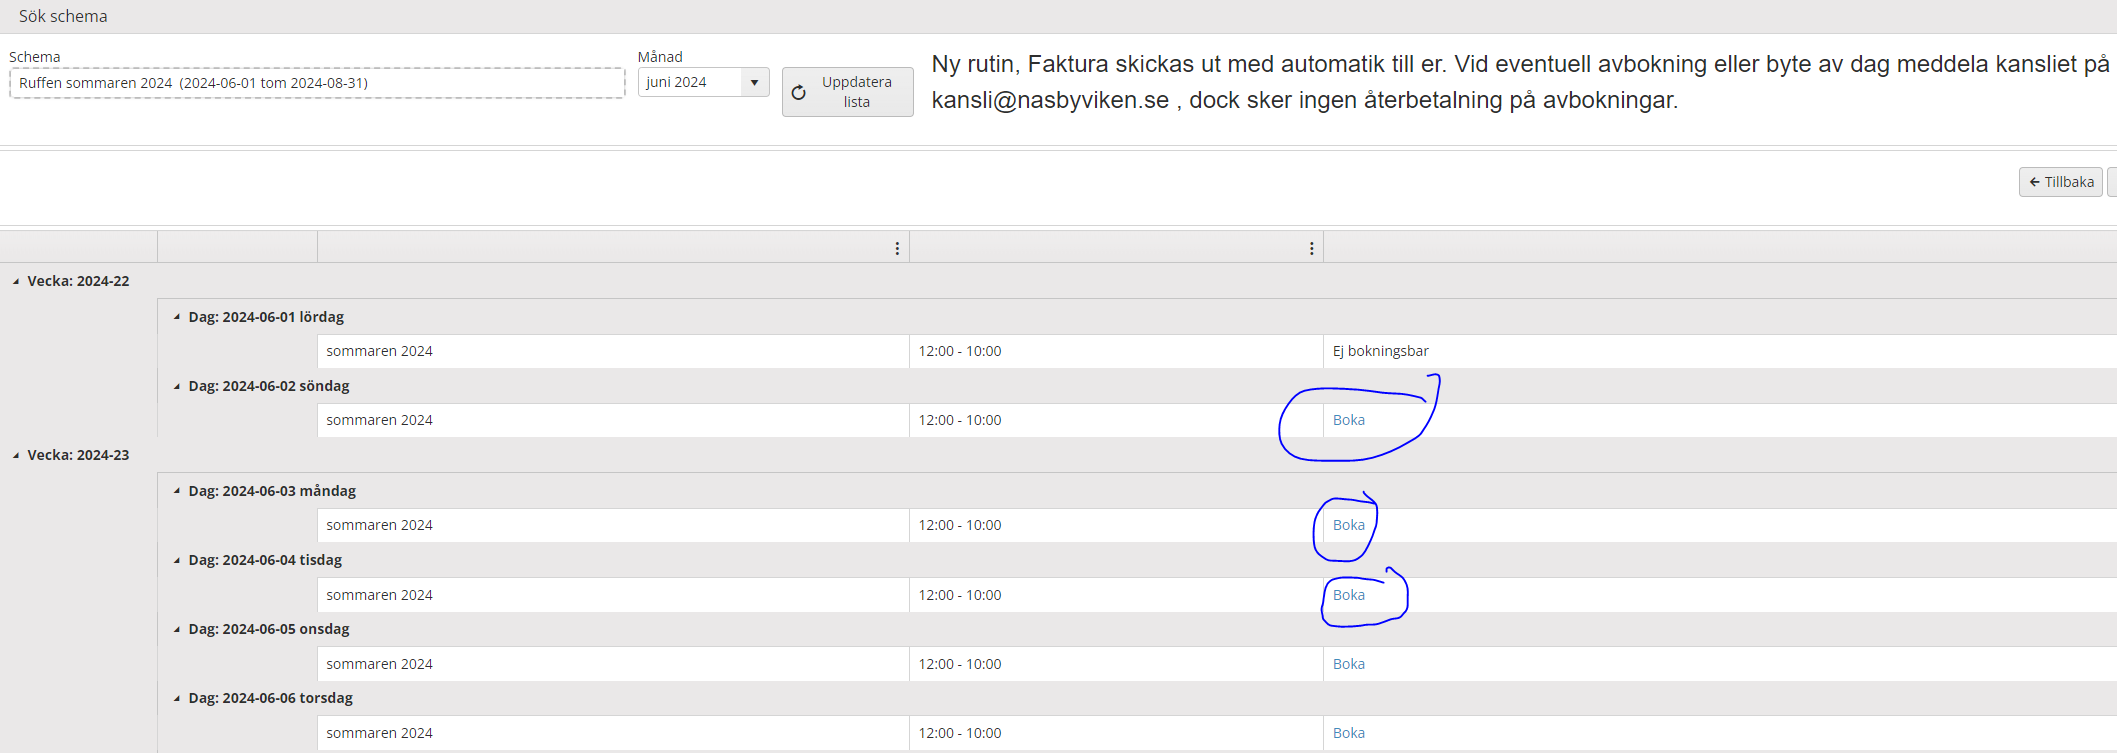 Sök schema
Schema
Månad
Ruffen sommaren 2024 (2024-06-01 tom 2024-08-31)
juni 2024
Uppdatera
lista
Ny rutin, Faktura skickas ut med automatik till er. Vid eventuell avbokning eller byte av dag meddela kansliet på
kansli@nasbyviken.se , dock sker ingen återbetalning på avbokningar.
Tillbaka
Vecka: 2024-22
Dag: 2024-06-01 lördag
sommaren 2024 12:00 - 10:00 Ej bokningsbar
Dag: 2024-06-02 söndag
sommaren 2024 12:00 - 10:00 Boka
Vecka: 2024-23
Dag: 2024-06-03 måndag
sommaren 2024 12:00 - 10:00 Boka
Dag: 2024-06-04 tisdag
sommaren 2024 12:00 - 10:00 Boka
Dag: 2024-06-05 onsdag
sommaren 2024 12:00 - 10:00 Boka
Dag: 2024-06-06 torsdag
sommaren 2024 12:00 - 10:00 Boka